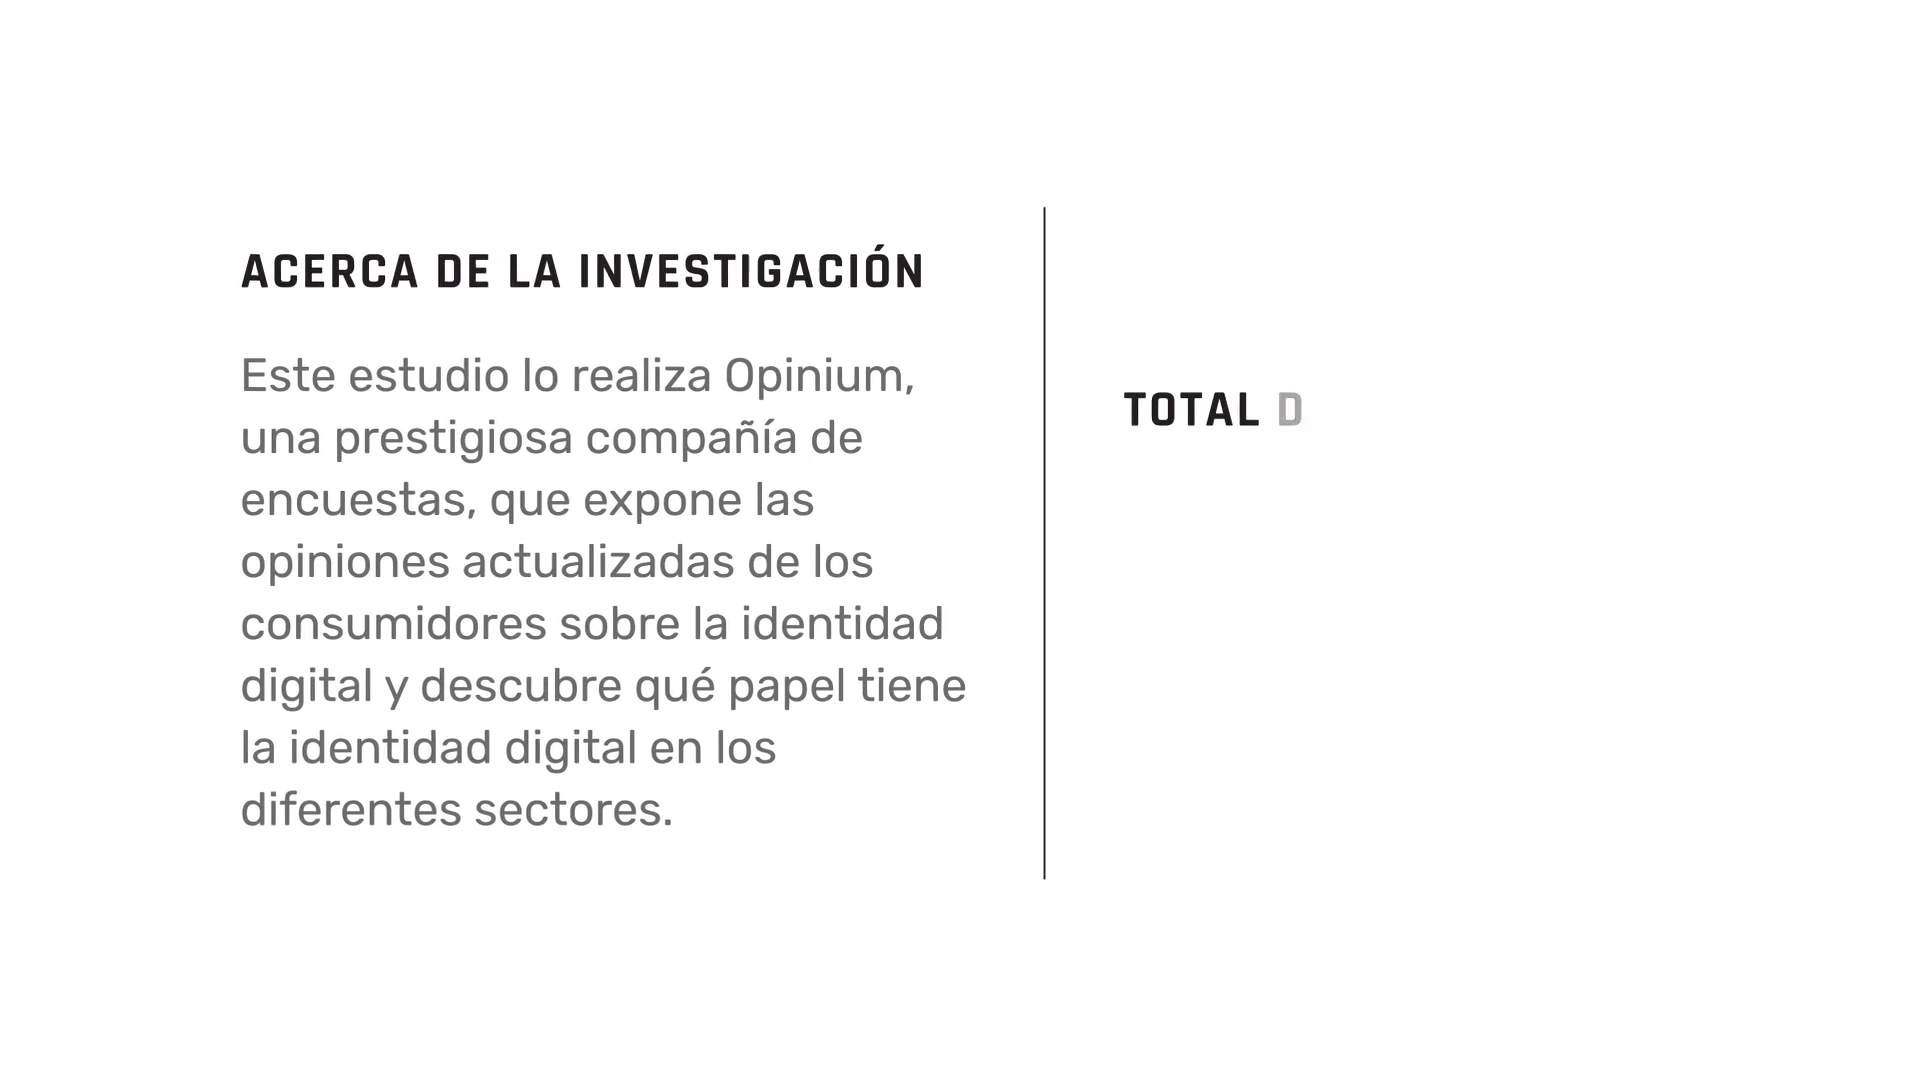 ACERCA DE LA INVESTIGACIÓN
Este estudio lo realiza Opinium,
una prestigiosa compañía de
encuestas, que expone las
opiniones actualizadas de los
consumidores sobre la identidad
digital y descubre qué papel tiene
la identidad digital en los
diferentes sectores.
TOTAL D